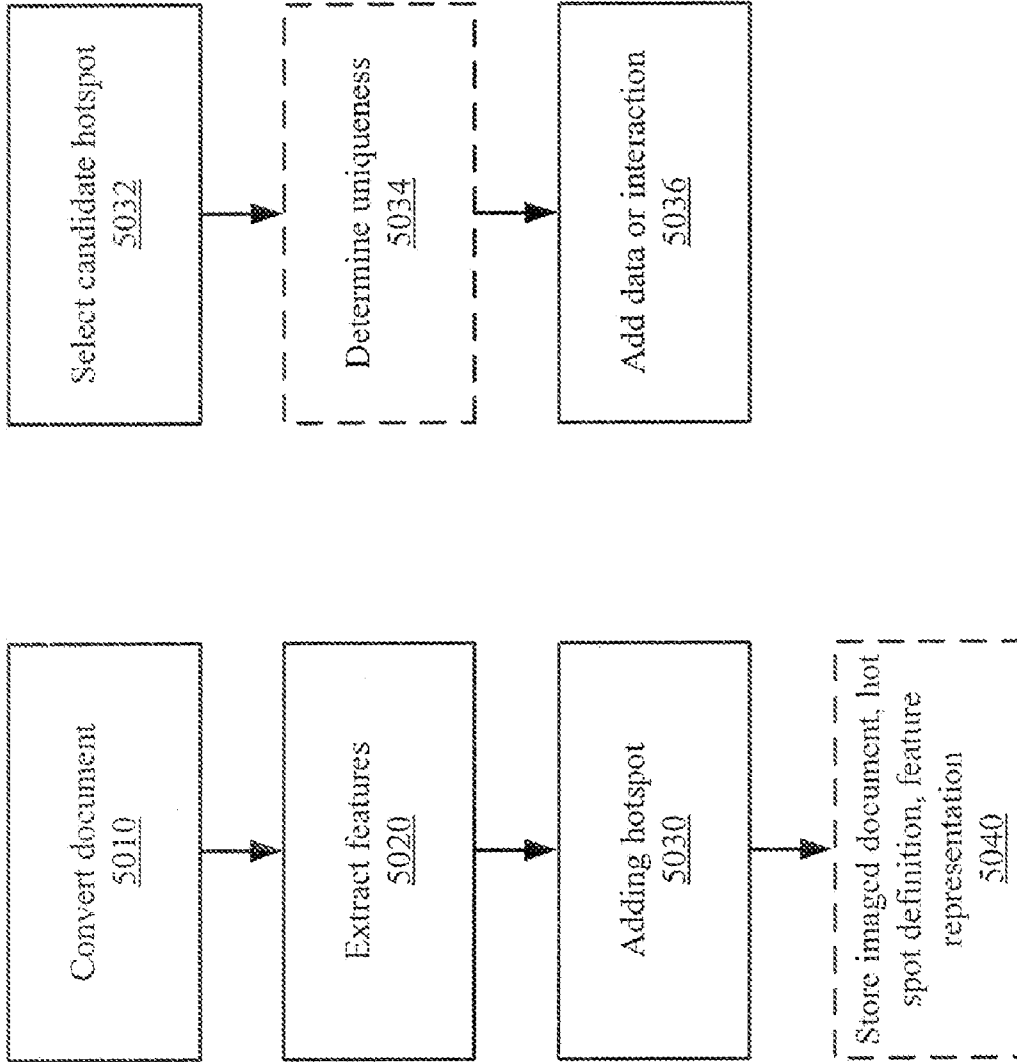 Convert document
5010
Extract features
5020
Adding hotspot
5030
Store imaged document, hot
spot definition, feature
representation
5040
Select candidate hotspot
5032
Determine uniqueness
5034
Add data or interaction
5036